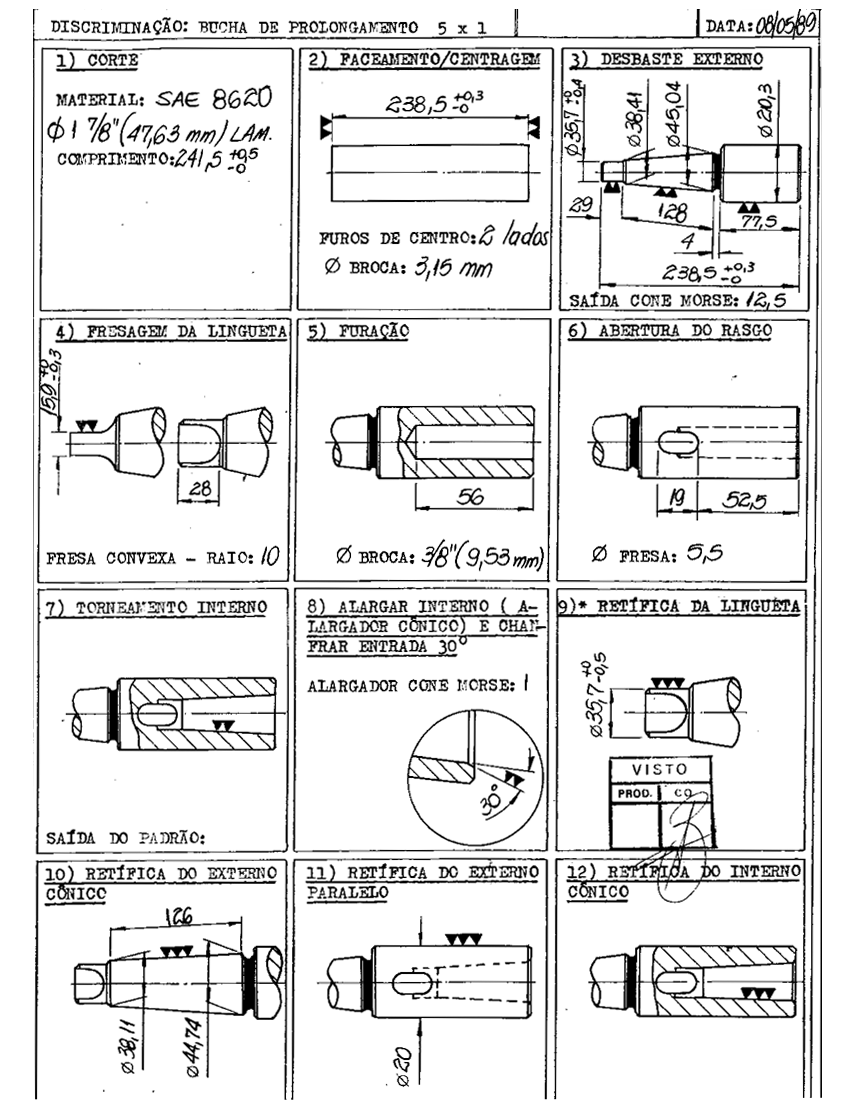 DISCRIMINAÇÃO: BUCHA DE PROLONGAMENTO 5 x 1
DATA: 08/05/89
1) CORTE
MATERIAL: SAE 8620
Ø 1 7/8" (47,63 mm) LAM.
COMPRIMENTO: 241,5 +0,5 -0
2) FACEAMENTO/CENTRAGEM
238,5 +0,3 -0
FUROS DE CENTRO: 2 lados
Ø BROCA: 3,15 mm
3) DESBASTE EXTERNO
Ø35,7 +0 -0,4
Ø38,41
Ø45,04
Ø20,3
29
128
77,5
4
238,5 +0,3 -0
SAÍDA CONE MORSE: 12,5
4) FRESAGEM DA LINGUETA
15,9 +0 -0,3
28
FRESA CONVEXA - RAIO: 10
5) FURAÇÃO
56
Ø BROCA: 3/8" (9,53 mm)
6) ABERTURA DO RASGO
19
52,5
Ø FRESA: 5,5
7) TORNEAMENTO INTERNO
SAÍDA DO PADRÃO:
8) ALARGAR INTERNO ( A-
LARGADOR CÔNICO) E CHAN-
FRAR ENTRADA 30°
ALARGADOR CONE MORSE: 1
30°
9)* RETÍFICA DA LINGUETA
Ø35,7 +0 -0,5
VISTO
PROD. CQ
10) RETÍFICA DO EXTERNO
CÔNICO
126
Ø38,11
Ø44,74
11) RETÍFICA DO EXTERNO
PARALELO
Ø20
12) RETÍFICA DO INTERNO
CÔNICO